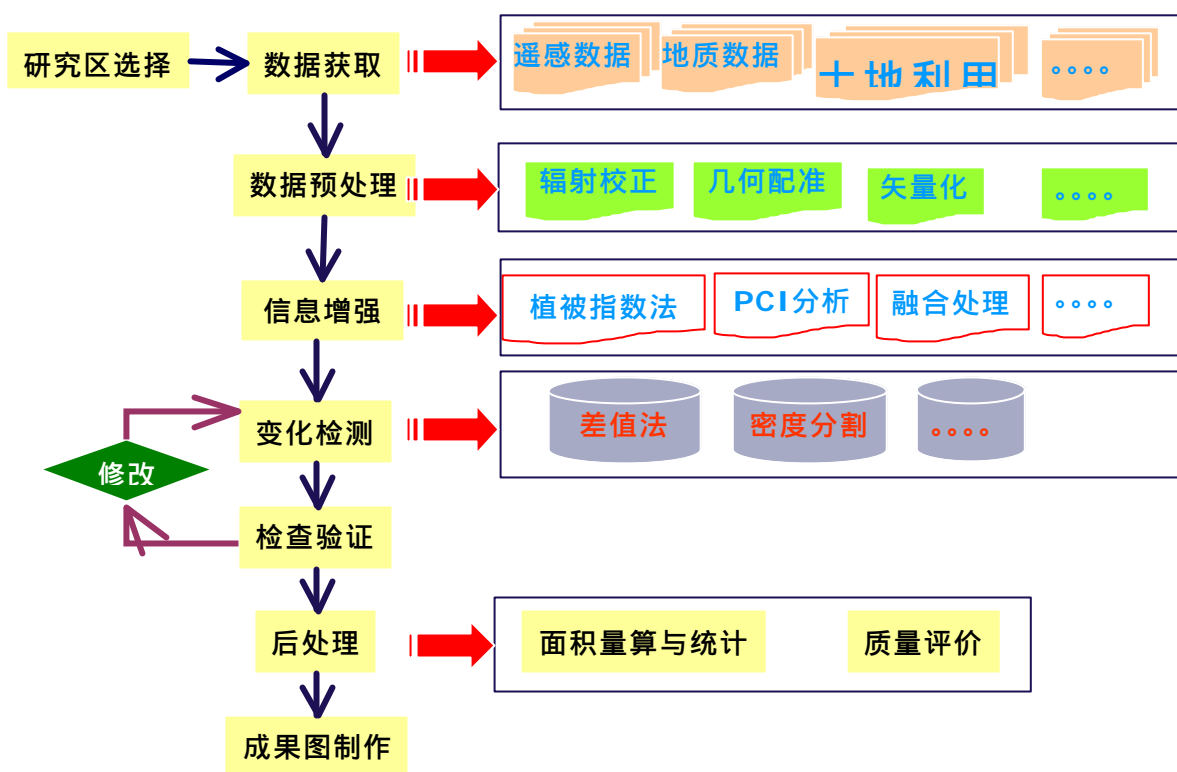 研究区选择
数据获取
遥感数据
地质数据
土地利用
。。。。
数据预处理
辐射校正
几何配准
矢量化
。。。。
信息增强
植被指数法
PCI分析
融合处理
。。。。
变化检测
差值法
密度分割
。。。。
修改
检查验证
后处理
面积量算与统计
质量评价
成果图制作